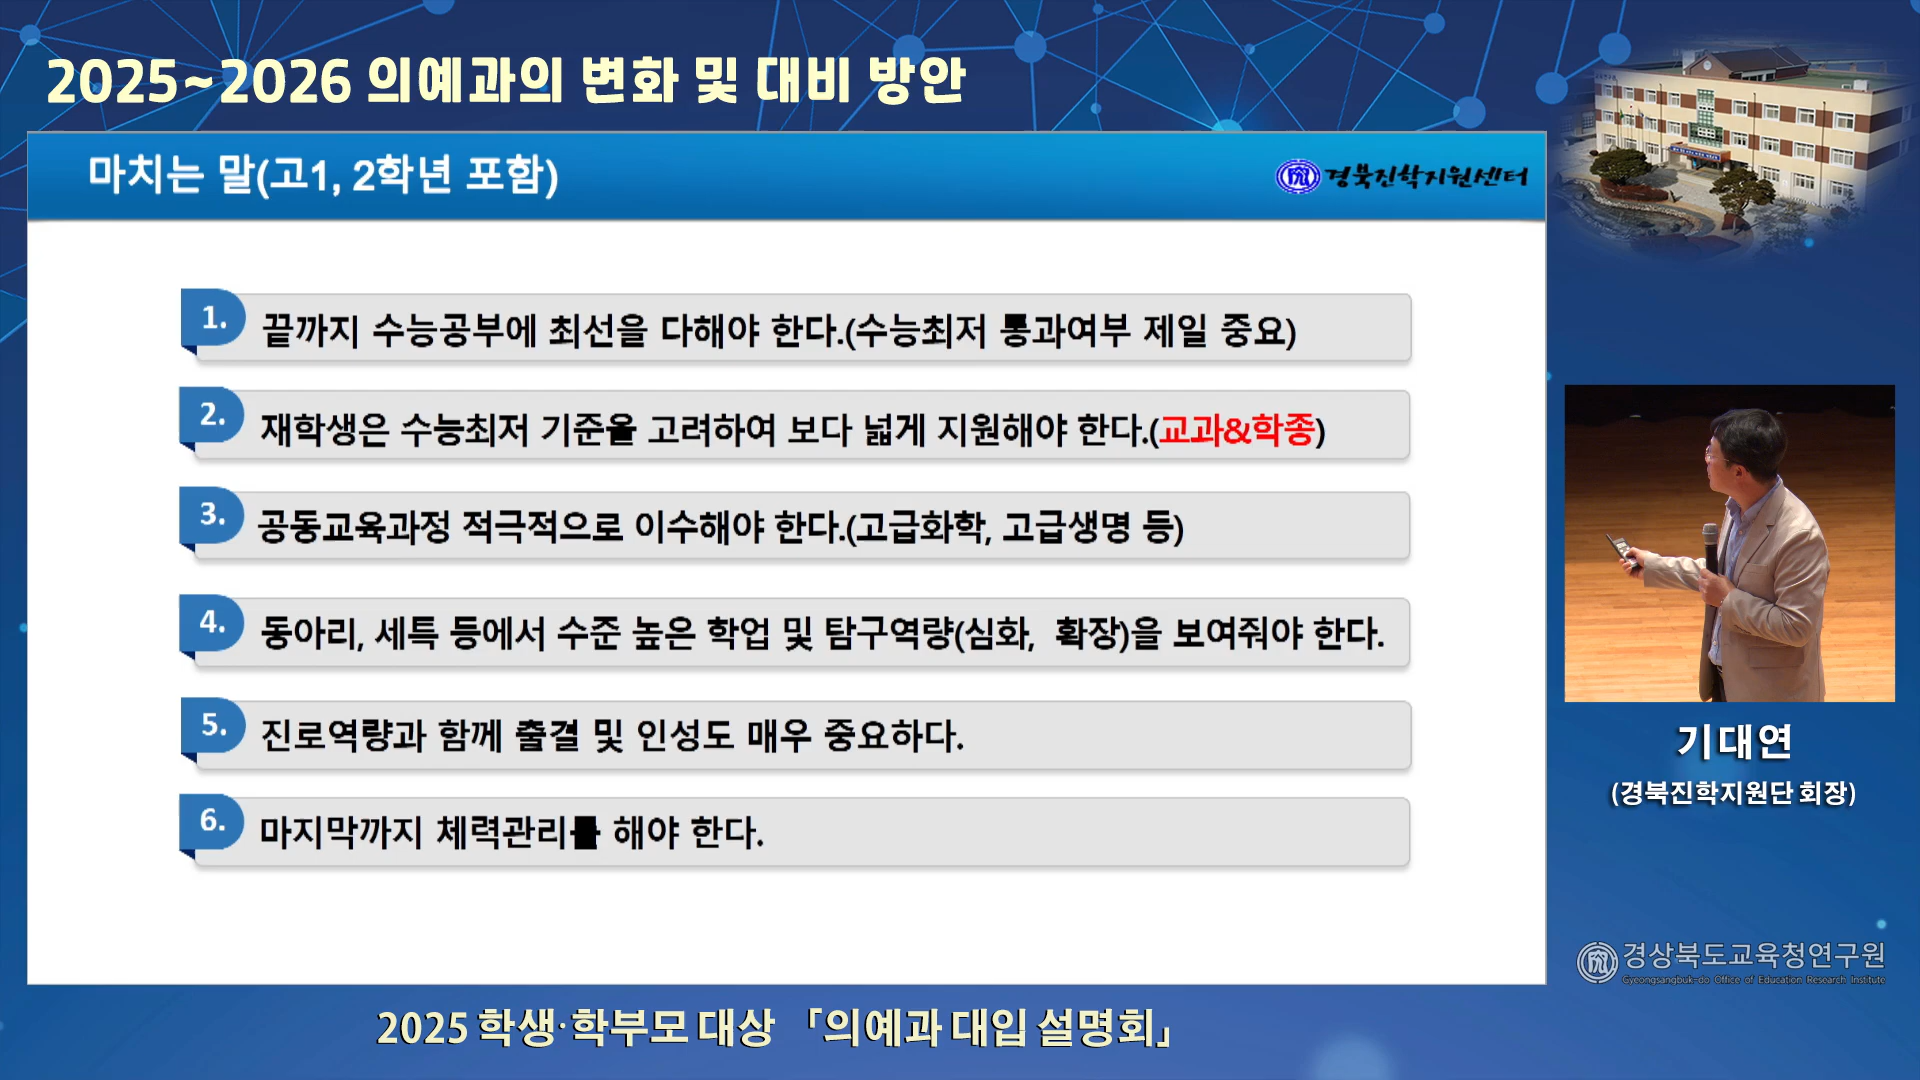 2025~2026 의예과의 변화 및 대비 방안
마치는 말(고1, 2학년 포함)
경북진학지원센터
1. 끝까지 수능공부에 최선을 다해야 한다.(수능최저 통과여부 제일 중요)
2. 재학생은 수능최저 기준을 고려하여 보다 넓게 지원해야 한다.(교과&학종)
3. 공동교육과정 적극적으로 이수해야 한다.(고급화학, 고급생명 등)
4. 동아리, 세특 등에서 수준 높은 학업 및 탐구역량(심화, 확장)을 보여줘야 한다.
5. 진로역량과 함께 출결 및 인성도 매우 중요하다.
6. 마지막까지 체력관리를 해야 한다.
기대연
(경북진학지원단 회장)
경상북도교육청연구원
Gyeongsangbuk-do Office of Education Research Institute
2025 학생·학부모 대상 「의예과 대입 설명회」